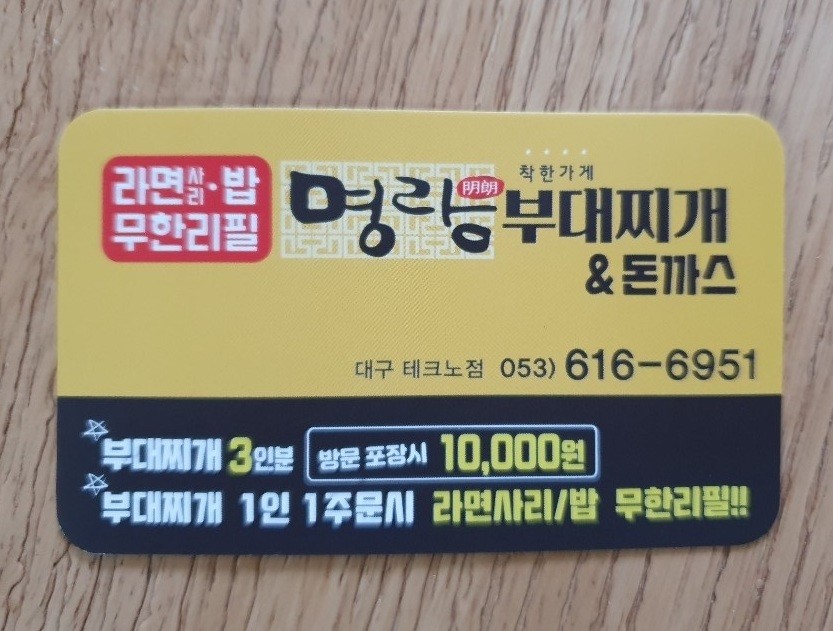 라면사리·밥
무한리필
착한가게
명랑 明朗 부대찌개
&돈까스
대구 테크노점 053) 616-6951
부대찌개 3인분 방문 포장시 10,000원
부대찌개 1인 1주문시 라면사리/밥 무한리필!!